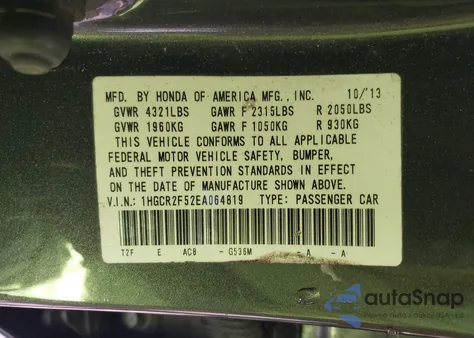 MFD. BY HONDA OF AMERICA MFG., INC. 10/'13
GVWR 4321LBS GAWR F 2315LBS R 2050LBS
GVWR 1960KG GAWR F 1050KG R 930KG
THIS VEHICLE CONFORMS TO ALL APPLICABLE
FEDERAL MOTOR VEHICLE SAFETY, BUMPER,
AND THEFT PREVENTION STANDARDS IN EFFECT
ON THE DATE OF MANUFACTURE SHOWN ABOVE.
V.I.N.: 1HGCR2F52EA064819 TYPE: PASSENGER CAR
T2F E AC8 - G536M - A - A
autoSnap